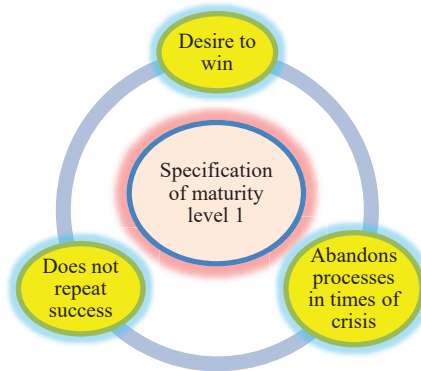 Desire to
win
Specification
of maturity
level 1
Does not
repeat
success
Abandons
processes
in times of
crisis